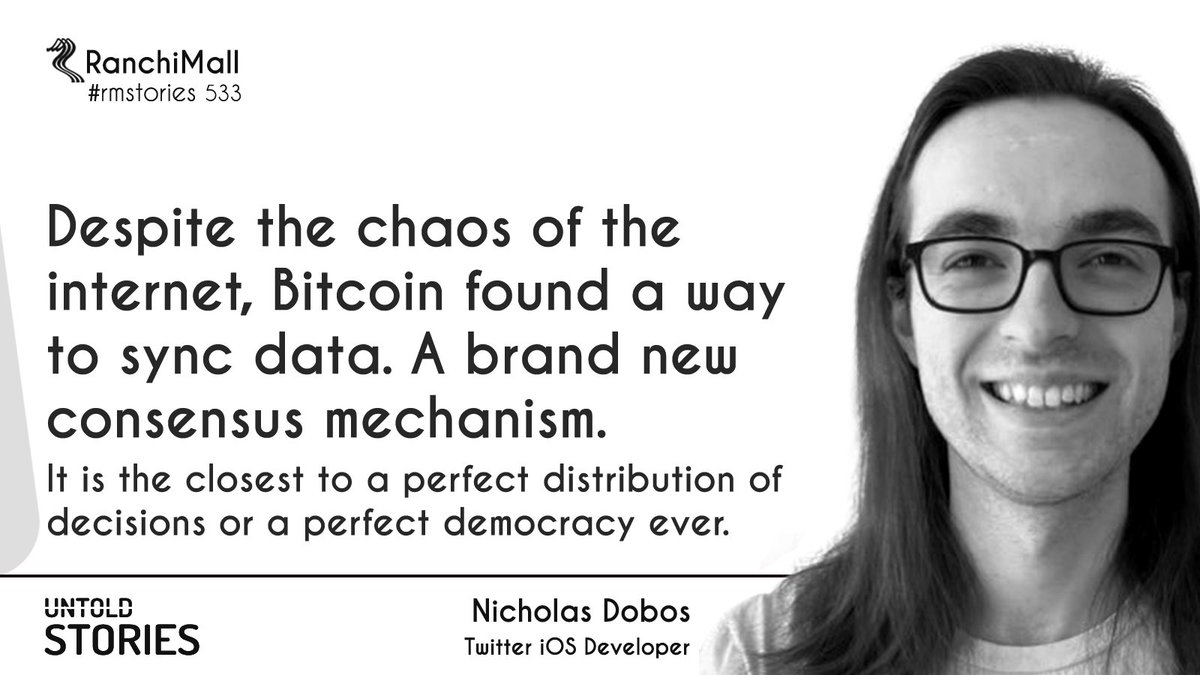 RanchiMall
#rmstories 533
Despite the chaos of the
internet, Bitcoin found a way
to sync data. A brand new
consensus mechanism.
It is the closest to a perfect distribution of
decisions or a perfect democracy ever.
UNTOLD
STORIES
Nicholas Dobos
Twitter iOS Developer